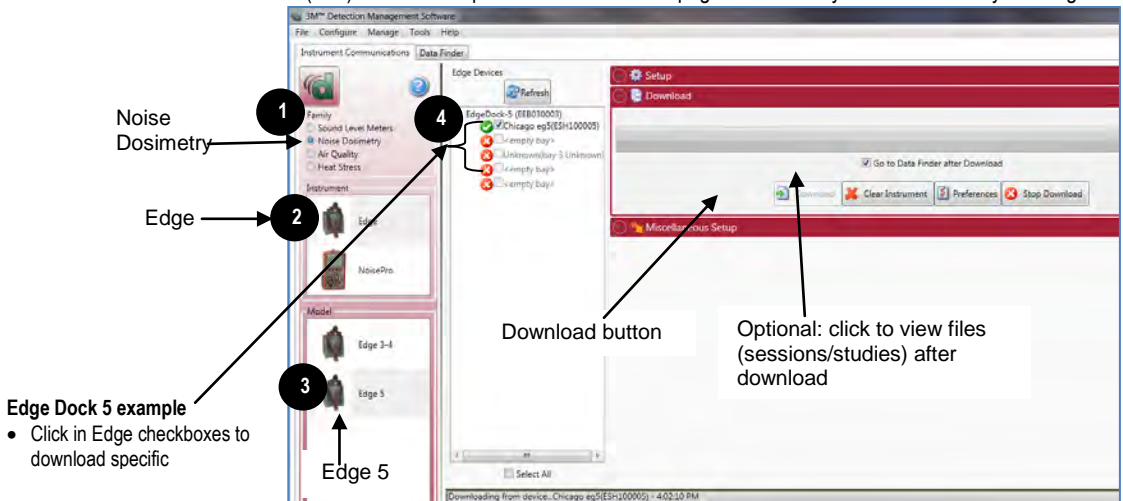 3M™ Detection Management Software
File Configure Manage Tools Help
Instrument Communications Data Finder
Edge Devices
Refresh
Setup
Download
1
Family
Sound Level Meters
Noise Dosimetry
Air Quality
Heat Stress
Noise
Dosimetry
4
EdgeDock-5 (EEB030003)
Chicago eg5(ESH100005)
<empty bay>
Unknown(bay 3 Unknown)
<empty bay>
<empty bay>
Go to Data Finder after Download
Download Clear Instrument Preferences Stop Download
Miscellaneous Setup
Instrument
Edge
2
Edge
NoisePro
Model
Edge 3-4
3
Edge 5
Download button
Optional: click to view files
(sessions/studies) after
download
Edge Dock 5 example
• Click in Edge checkboxes to
download specific
Edge 5
Select All
Downloading from device..Chicago eg5(ESH100005) - 4:02:10 PM